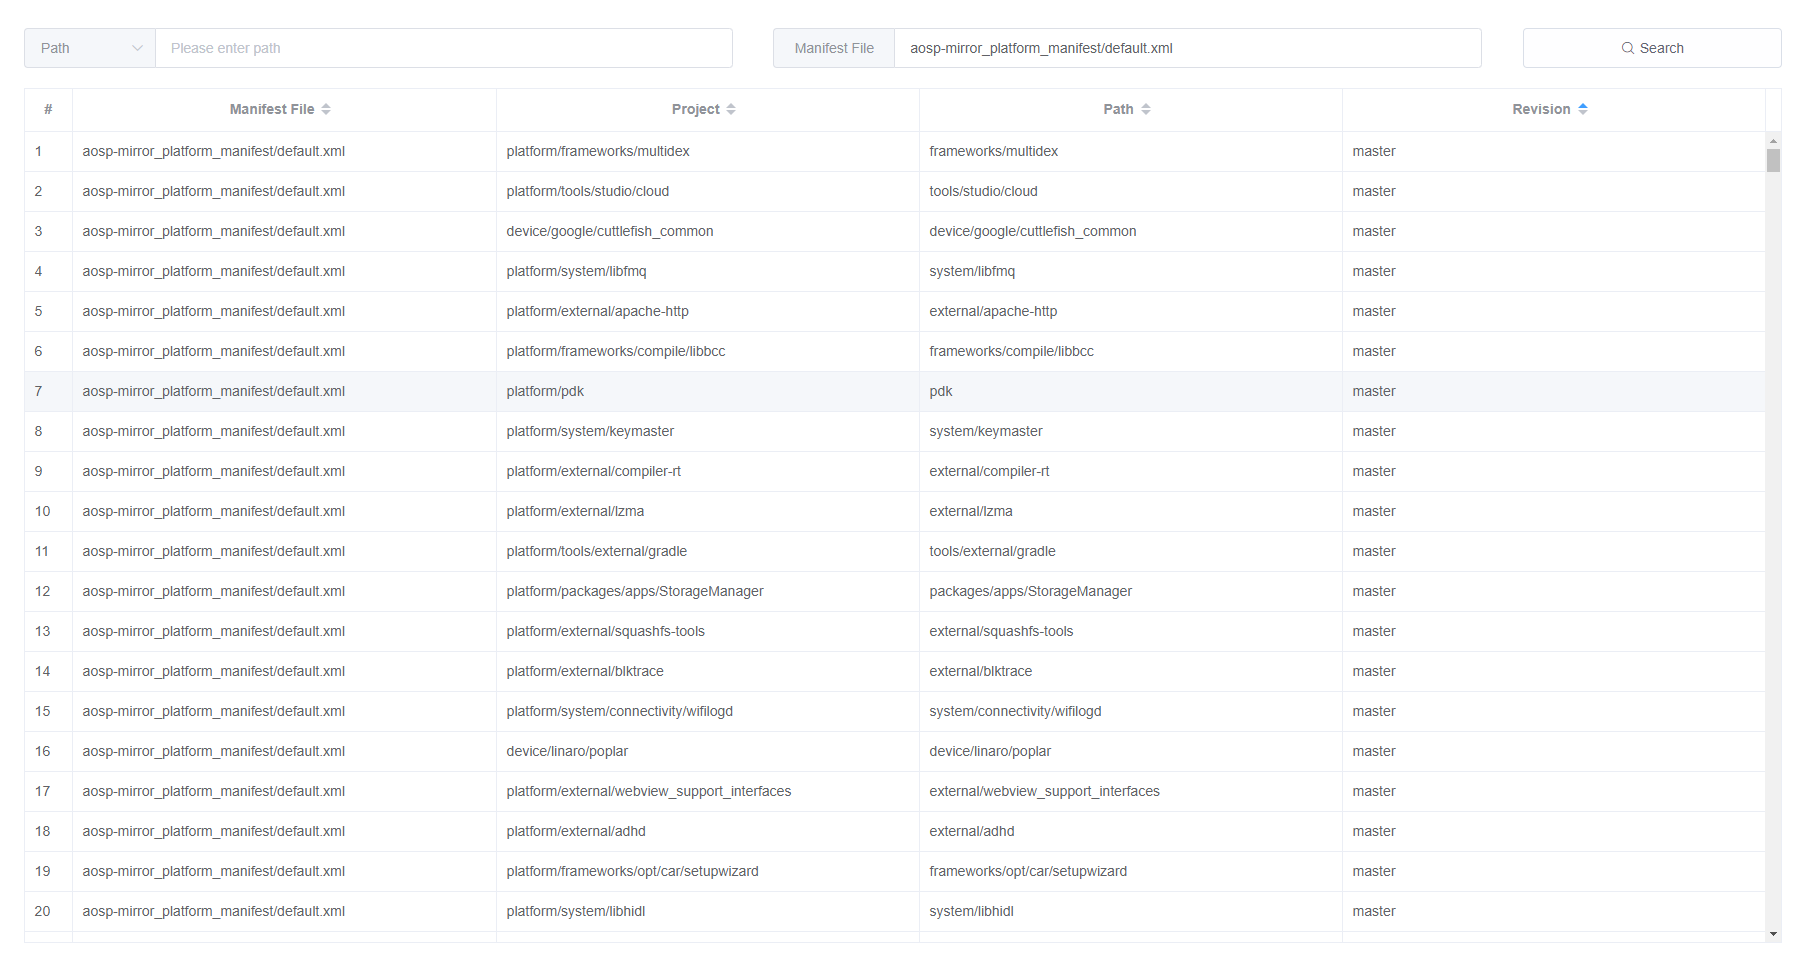 Path Please enter path Manifest File aosp-mirror_platform_manifest/default.xml Search
# Manifest File Project Path Revision
1 aosp-mirror_platform_manifest/default.xml platform/frameworks/multidex frameworks/multidex master
2 aosp-mirror_platform_manifest/default.xml platform/tools/studio/cloud tools/studio/cloud master
3 aosp-mirror_platform_manifest/default.xml device/google/cuttlefish_common device/google/cuttlefish_common master
4 aosp-mirror_platform_manifest/default.xml platform/system/libfmq system/libfmq master
5 aosp-mirror_platform_manifest/default.xml platform/external/apache-http external/apache-http master
6 aosp-mirror_platform_manifest/default.xml platform/frameworks/compile/libbcc frameworks/compile/libbcc master
7 aosp-mirror_platform_manifest/default.xml platform/pdk pdk master
8 aosp-mirror_platform_manifest/default.xml platform/system/keymaster system/keymaster master
9 aosp-mirror_platform_manifest/default.xml platform/external/compiler-rt external/compiler-rt master
10 aosp-mirror_platform_manifest/default.xml platform/external/lzma external/lzma master
11 aosp-mirror_platform_manifest/default.xml platform/tools/external/gradle tools/external/gradle master
12 aosp-mirror_platform_manifest/default.xml platform/packages/apps/StorageManager packages/apps/StorageManager master
13 aosp-mirror_platform_manifest/default.xml platform/external/squashfs-tools external/squashfs-tools master
14 aosp-mirror_platform_manifest/default.xml platform/external/blktrace external/blktrace master
15 aosp-mirror_platform_manifest/default.xml platform/system/connectivity/wifilogd system/connectivity/wifilogd master
16 aosp-mirror_platform_manifest/default.xml device/linaro/poplar device/linaro/poplar master
17 aosp-mirror_platform_manifest/default.xml platform/external/webview_support_interfaces external/webview_support_interfaces master
18 aosp-mirror_platform_manifest/default.xml platform/external/adhd external/adhd master
19 aosp-mirror_platform_manifest/default.xml platform/frameworks/opt/car/setupwizard frameworks/opt/car/setupwizard master
20 aosp-mirror_platform_manifest/default.xml platform/system/libhidl system/libhidl master